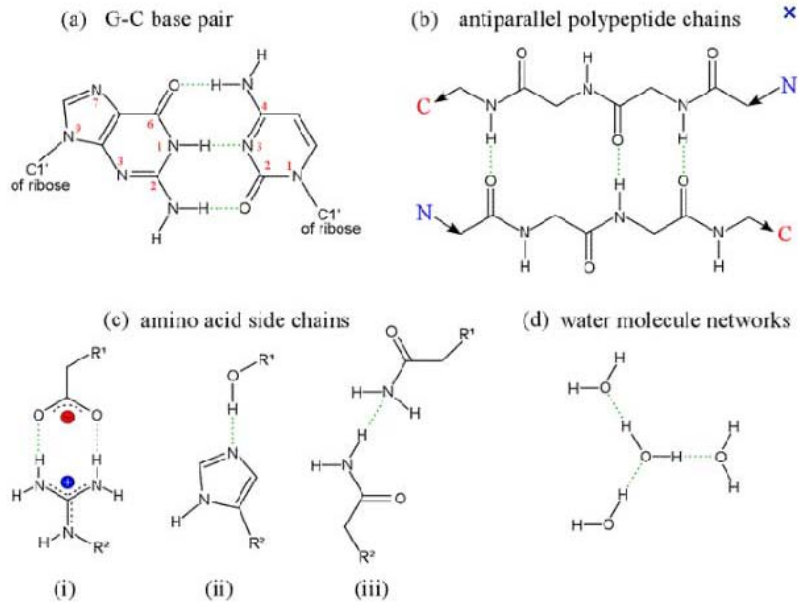 (a) G-C base pair
(b) antiparallel polypeptide chains
×
O H H
N
N
7
6
4
N
9
1
N H
N
3
N
3
N
2
2
N
1
C1'
of ribose
N H
H
O
C1'
of ribose
C
N
O
H
N
O
H
N
O
H
N
H
O
H
N
O
H
N
O
H
N
O
N
H
C
(c) amino acid side chains
(d) water molecule networks
R¹
O O
−
H H
+
H N N H
H N
R²
(i)
R¹
O
H
N
N
H
(ii)
R¹
O
N H
H
H
H N
O
R²
(iii)
H
H O
H
O H
O
H
H
H
H O